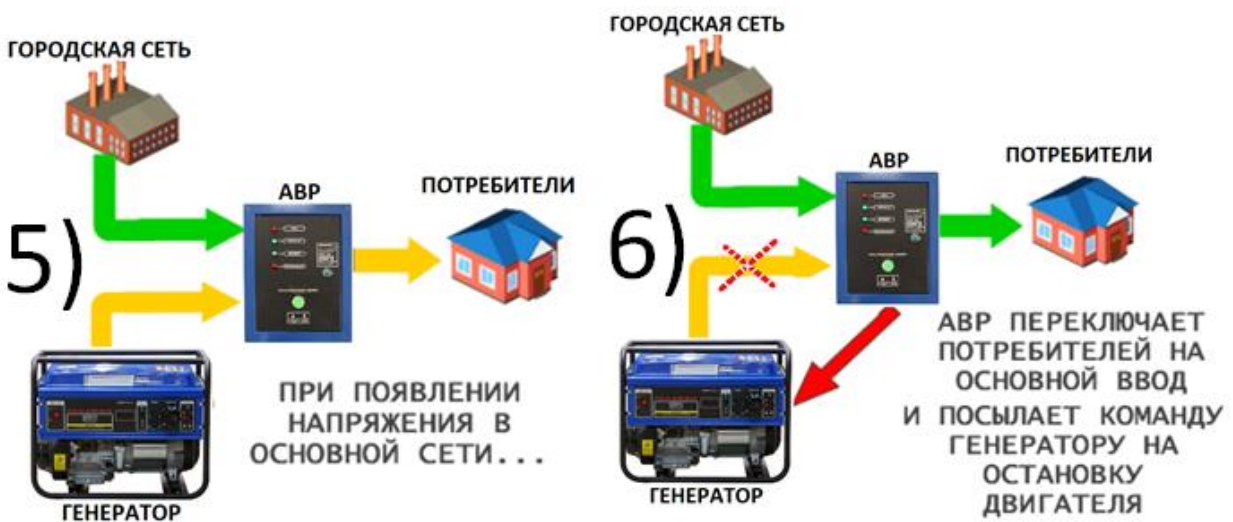 ГОРОДСКАЯ СЕТЬ
АВР
ПОТРЕБИТЕЛИ
5)
ГЕНЕРАТОР
ПРИ ПОЯВЛЕНИИ
НАПРЯЖЕНИЯ В
ОСНОВНОЙ СЕТИ...
ГОРОДСКАЯ СЕТЬ
АВР
ПОТРЕБИТЕЛИ
6)
ГЕНЕРАТОР
АВР ПЕРЕКЛЮЧАЕТ
ПОТРЕБИТЕЛЕЙ НА
ОСНОВНОЙ ВВОД
И ПОСЫЛАЕТ КОМАНДУ
ГЕНЕРАТОРУ НА
ОСТАНОВКУ
ДВИГАТЕЛЯ